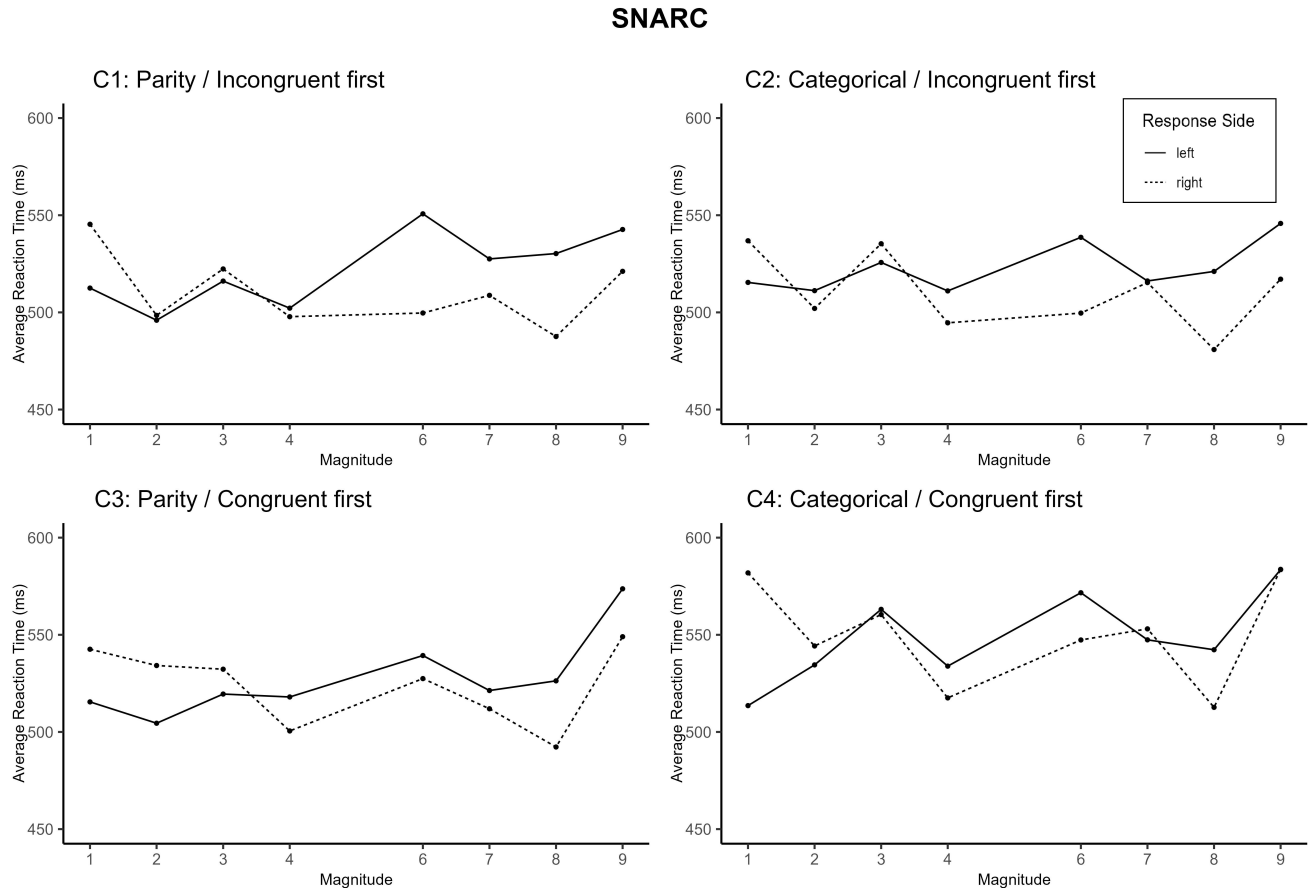 SNARC
C1: Parity / Incongruent first
600
550
500
450
Average Reaction Time (ms)
1 2 3 4 6 7 8 9
Magnitude
C2: Categorical / Incongruent first
Response Side
left
right
600
550
500
450
Average Reaction Time (ms)
1 2 3 4 6 7 8 9
Magnitude
C3: Parity / Congruent first
600
550
500
450
Average Reaction Time (ms)
1 2 3 4 6 7 8 9
Magnitude
C4: Categorical / Congruent first
600
550
500
450
Average Reaction Time (ms)
1 2 3 4 6 7 8 9
Magnitude